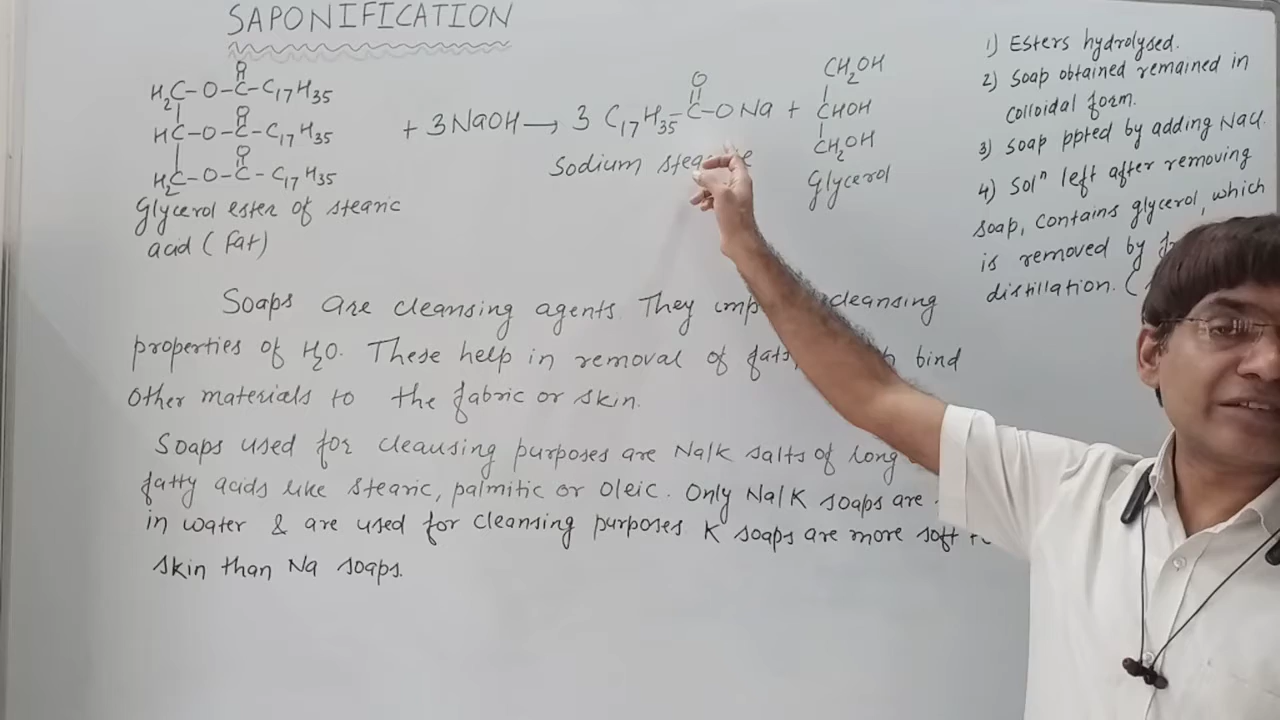 SAPONIFICATION
O
H2C-O-C-C17H35
O
HC-O-C-C17H35
O
H2C-O-C-C17H35
+ 3NaOH → 3 C17H35-C-ONa +
O
CH2OH
CHOH
CH2OH
Glycerol ester of stearic
acid (Fat)
Sodium
Glycerol
Soaps are cleansing agents. They cleansing
properties of H2O. These help in removal of fats, bind
other materials to the fabric or skin.
Soaps used for cleansing purposes are Na/K salts of long
fatty acids like stearic, palmitic or oleic. Only Na/K soaps are
in water & are used for cleansing purposes. K soaps are more soft
skin than Na soaps.
1) Esters hydrolysed.
2) Soap obtained remained in
colloidal form.
3) Soap ppted by adding NaCl.
4) Solⁿ left after removing
soap, contains glycerol, which
is removed by
distillation. (